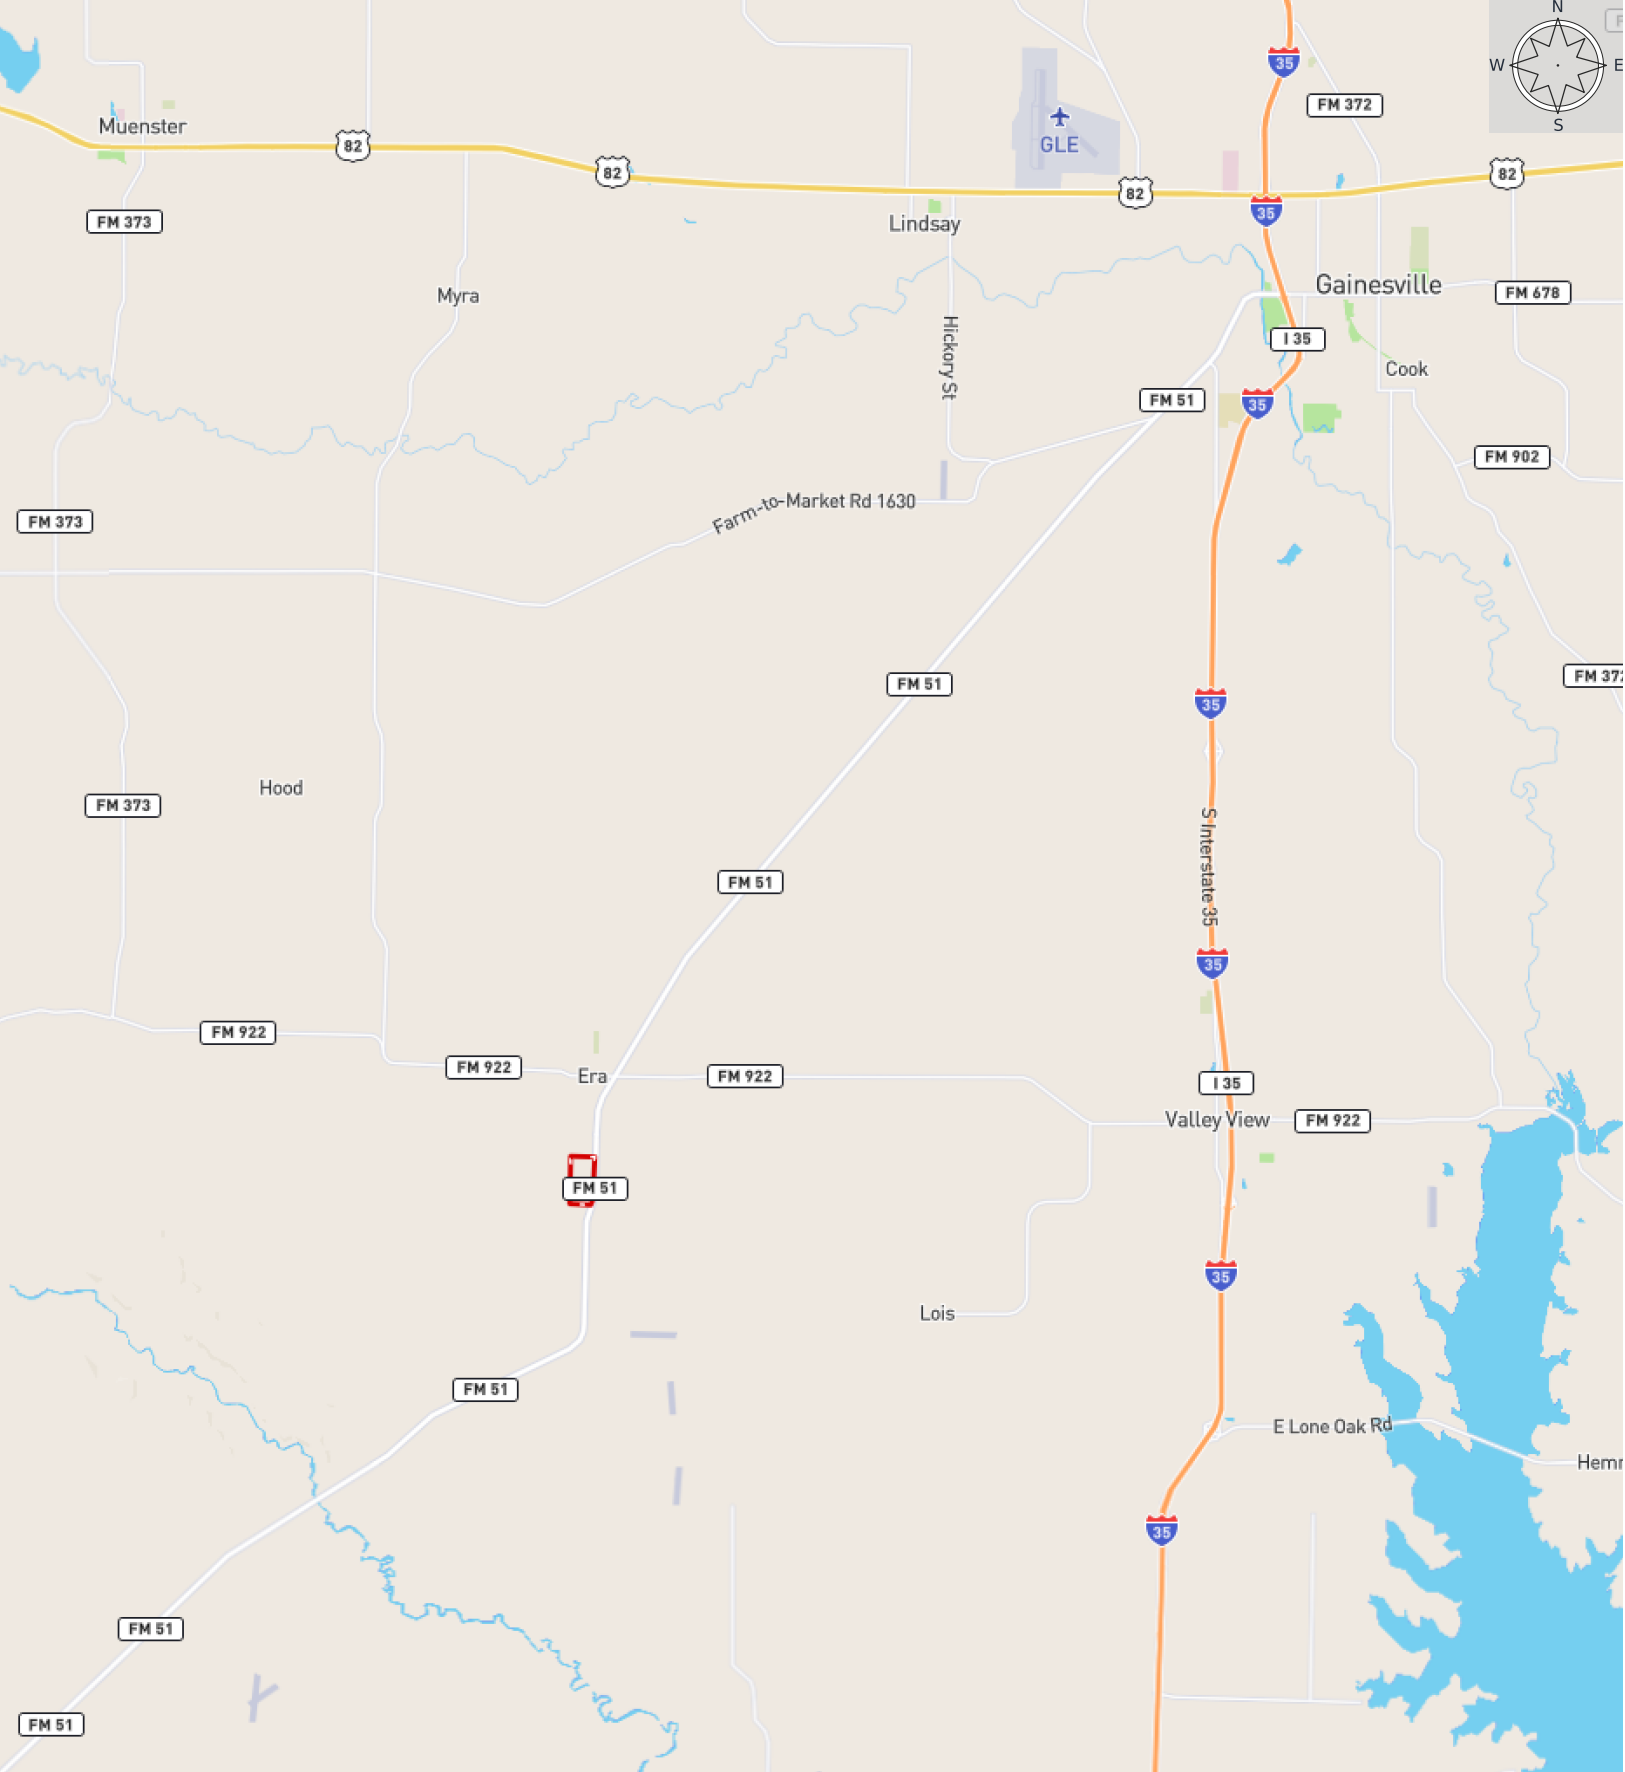 N
W
E
S
35
FM 372
Muenster
82
GLE
82
82
82
FM 373
Lindsay
35
Gainesville
FM 678
Myra
Hickory St
I 35
Cook
FM 51
35
FM 902
Farm-to-Market Rd 1630
FM 373
FM 51
FM 372
35
Hood
FM 373
S Interstate 35
FM 51
35
FM 922
FM 922
Era
FM 922
I 35
Valley View
FM 922
FM 51
35
Lois
FM 51
E Lone Oak Rd
35
FM 51
FM 51